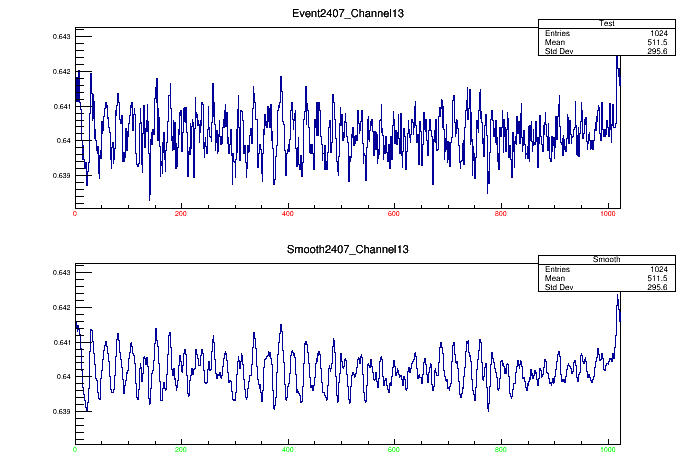 Event2407_Channel13
Test
Entries 1024
Mean 511.5
Std Dev 295.6
0.643
0.642
0.641
0.64
0.639
0 200 400 600 800 1000
Smooth2407_Channel13
Smooth
Entries 1024
Mean 511.5
Std Dev 295.6
0.643
0.642
0.641
0.64
0.639
0 200 400 600 800 1000